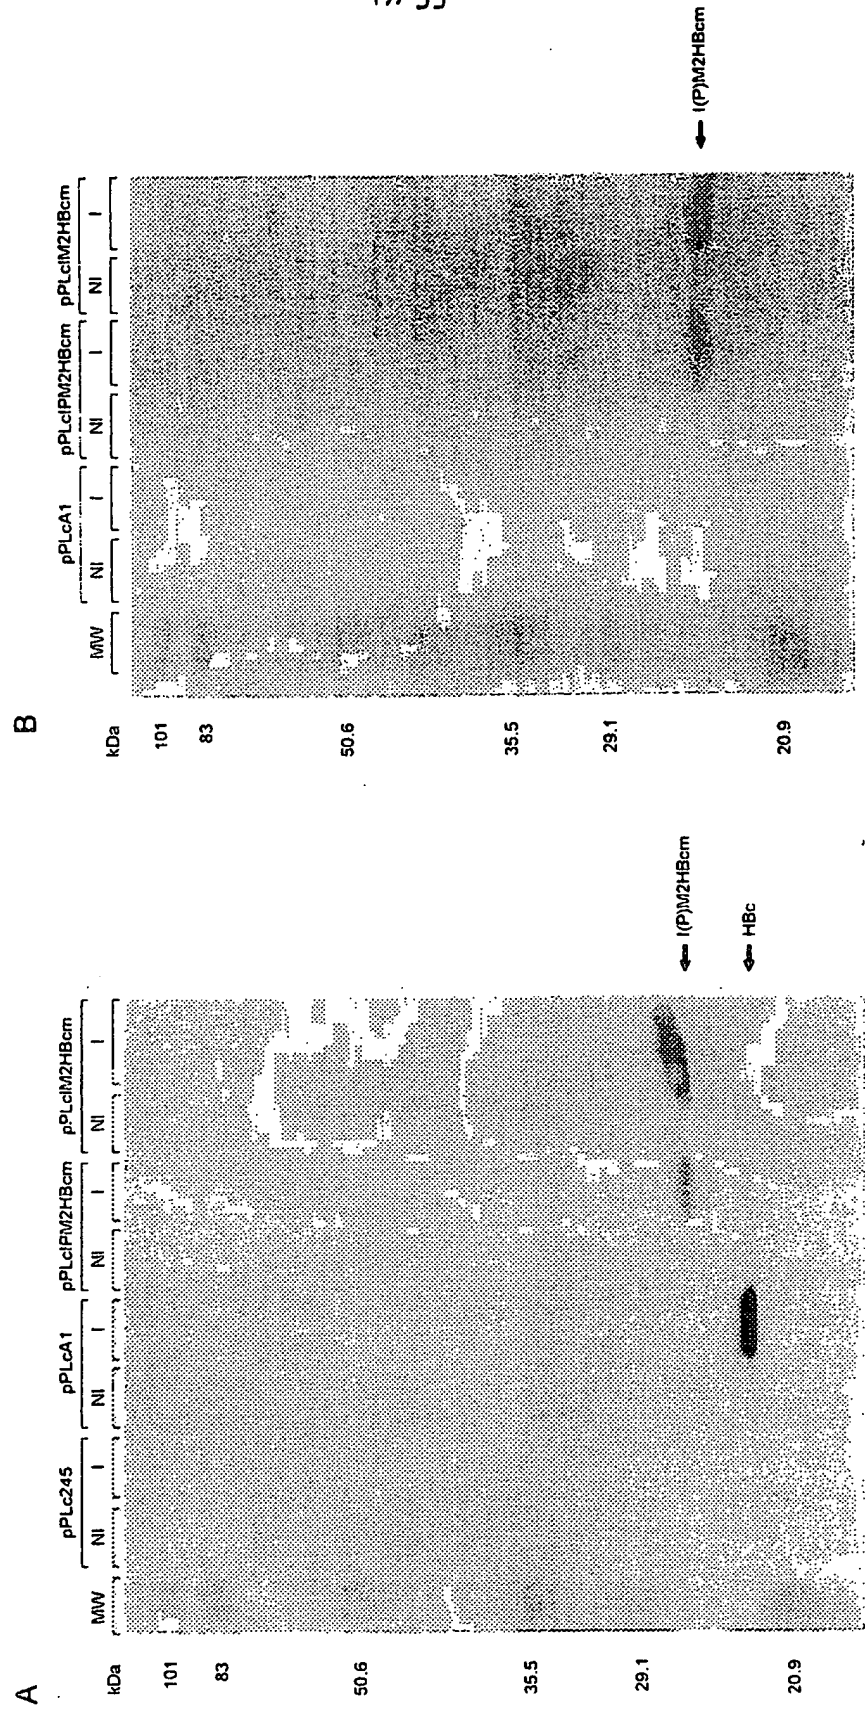 A
pPLc245 pPLcA1 pPLcIPM2HBcm pPLcIM2HBcm
kDa MW NI I NI I NI I NI I
101
83
50.6
35.5
29.1
20.9
I(P)M2HBcm
HBc
B
pPLcA1 pPLcIPM2HBcm pPLcIM2HBcm
kDa MW NI I NI I NI I
101
83
50.6
35.5
29.1
20.9
I(P)M2HBcm